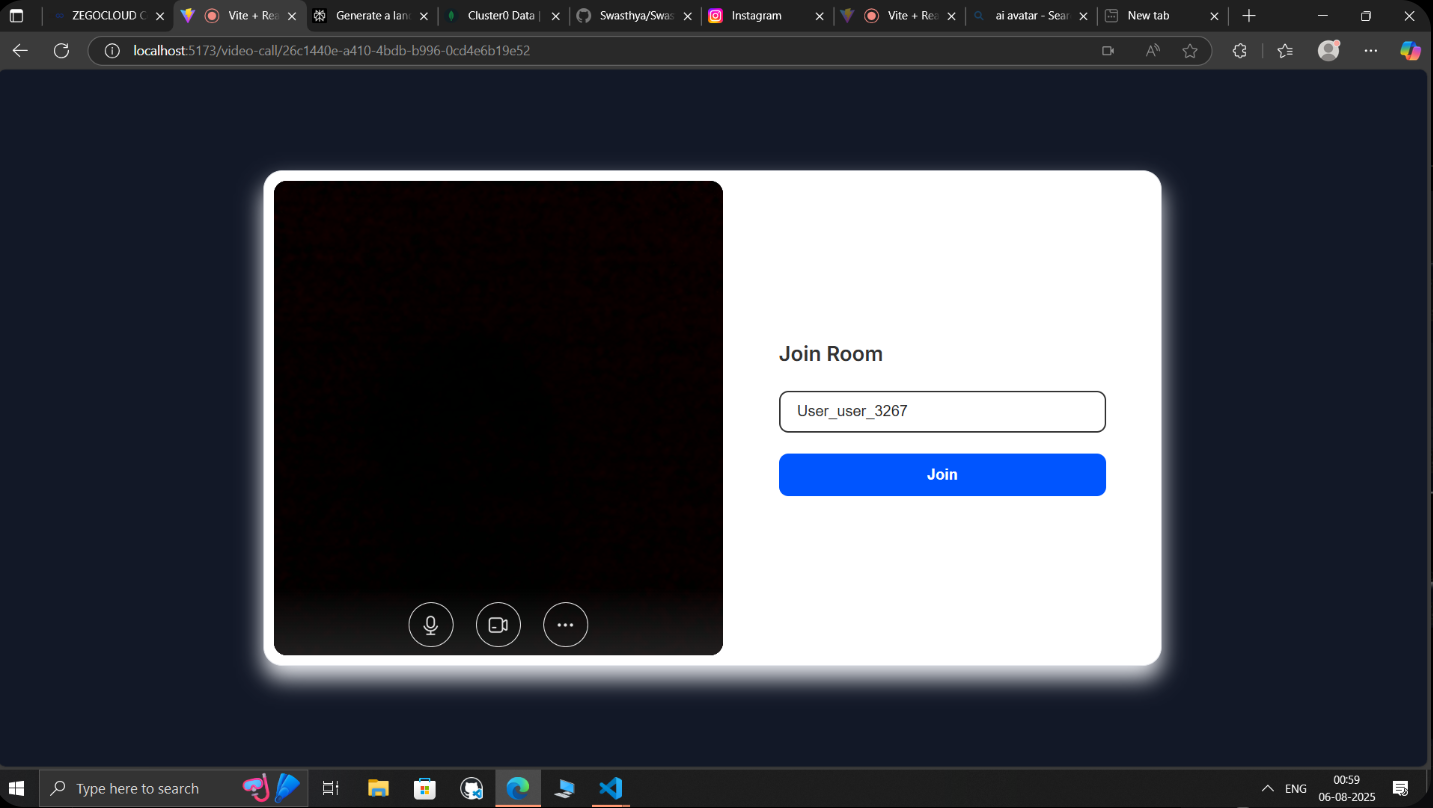 ZEGOCLOUD C
Vite + Rea
Generate a lan
Cluster0 Data |
Swasthya/Swas
Instagram
Vite + Rea
ai avatar - Sear
New tab
localhost:5173/video-call/26c1440e-a410-4bdb-b996-0cd4e6b19e52
Join Room
User_user_3267
Join
Type here to search
ENG
00:59
06-08-2025